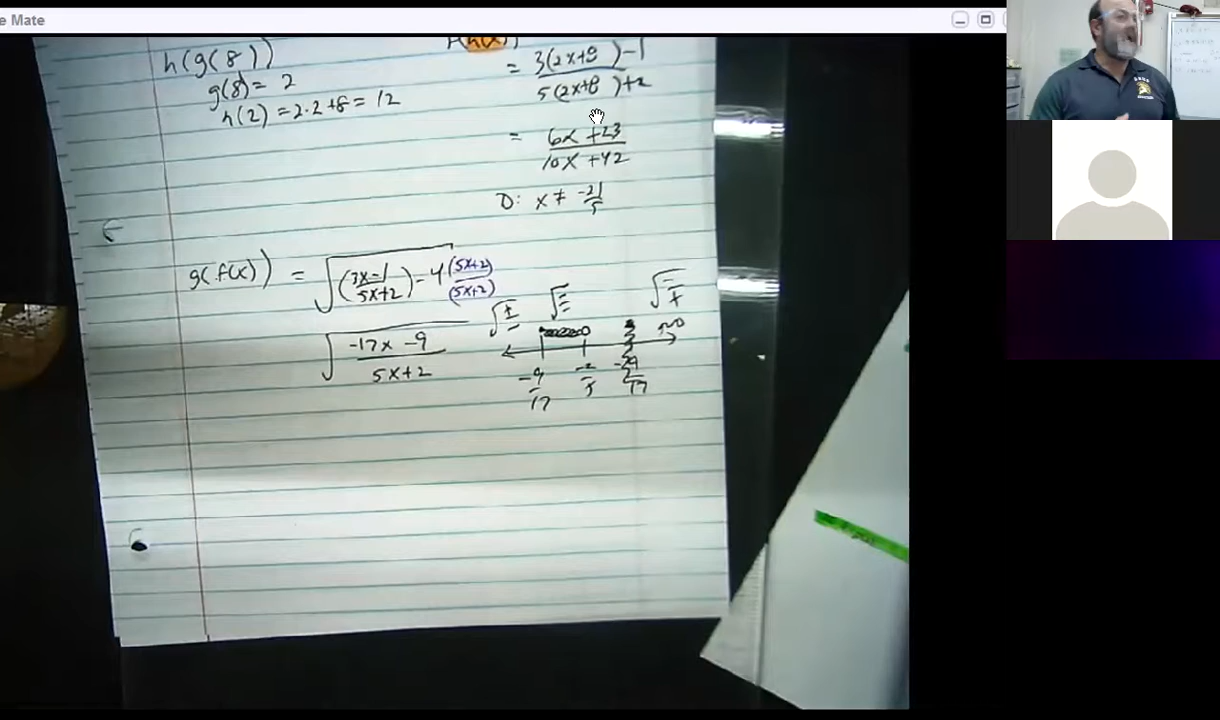 e Mate
h(g(8))
g(8) = 2
h(2) = 2·2+8 = 12
= 3(2x+8) -1 / 5(2x+8) +2
= 6x +23 / 10x +42
D: x ≠ -21/5
g(f(x)) = √(3x-1 / 5x+2) - 4 (5x+2) / (5x+2)
√ -17x -9 / 5x+2
-9/17 -2/5